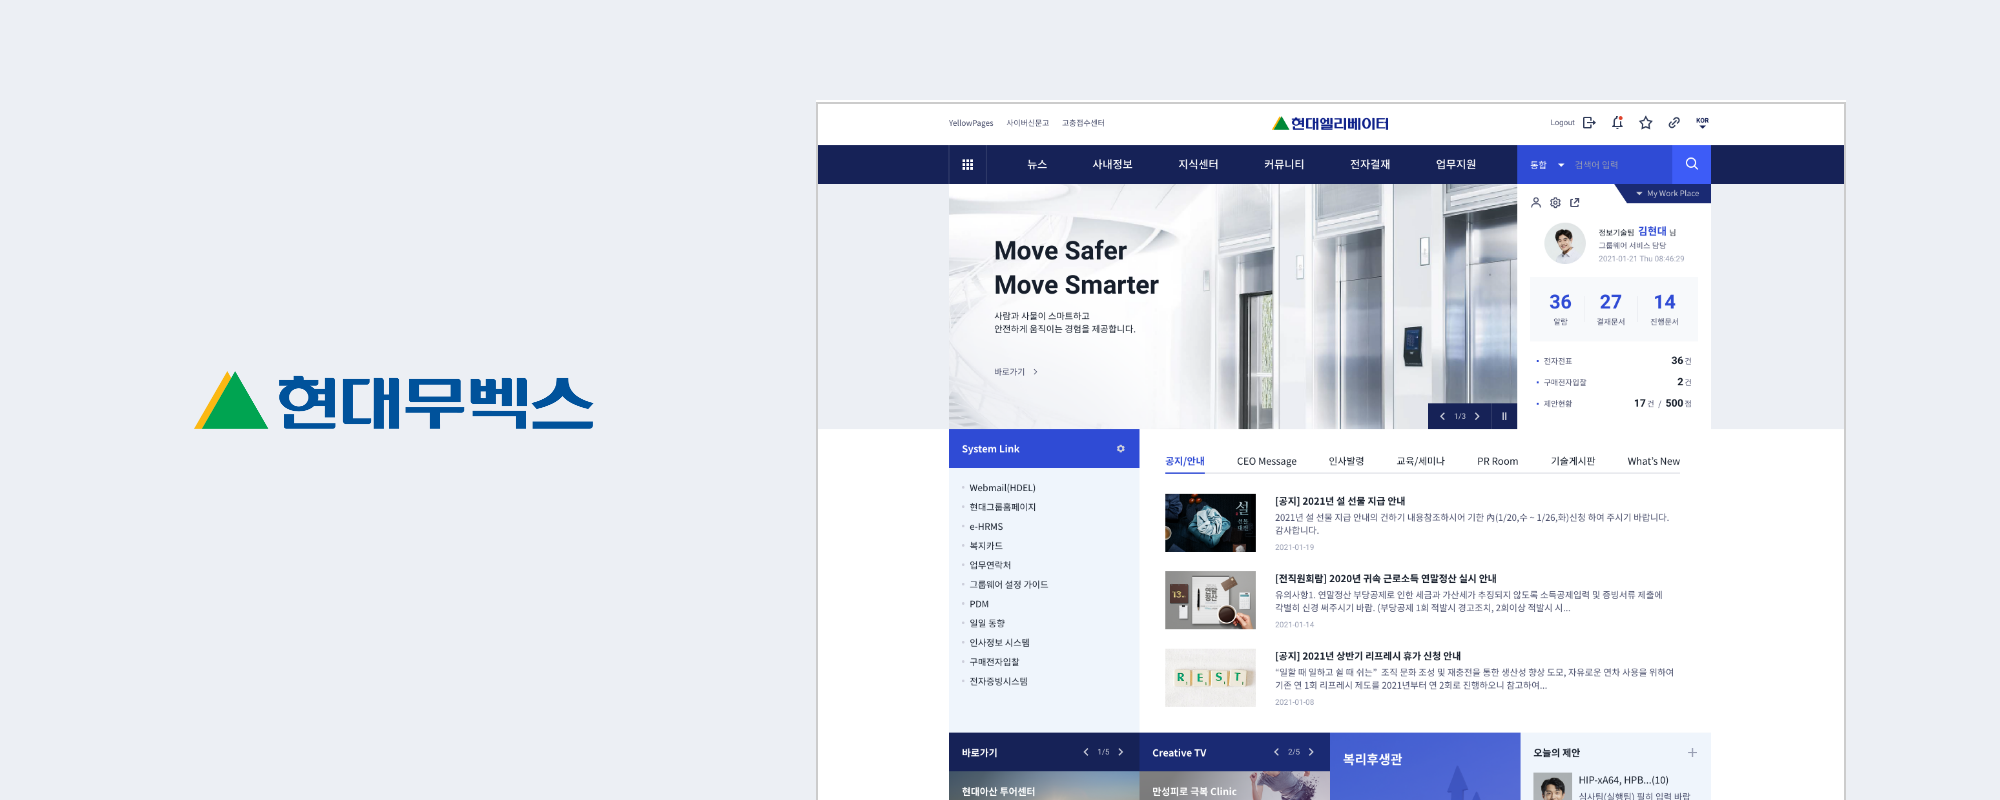 현대무벡스
YellowPages 사이버신문고 고충접수센터
현대엘리베이터
Logout
KOR
뉴스 사내정보 지식센터 커뮤니티 전자결재 업무지원
통합 검색어 입력
My Work Place
Move Safer
Move Smarter
사람과 사물이 스마트하고
안전하게 움직이는 경험을 제공합니다.
바로가기
1/3
정보기술팀 김현대 님
그룹웨어 서비스 담당
2021-01-21 Thu 08:46:29
36 27 14
알람 결재문서 진행문서
전자전표 36 건
구매전자입찰 2 건
제안현황 17 건 / 500 점
System Link
Webmail(HDEL)
현대그룹홈페이지
e-HRMS
복지카드
업무연락처
그룹웨어 설정 가이드
PDM
일일 동향
인사정보 시스템
구매전자입찰
전자증빙시스템
공지/안내 CEO Message 인사발령 교육/세미나 PR Room 기술게시판 What's New
설
[공지] 2021년 설 선물 지급 안내
2021년 설 선물 지급 안내의 건하기 내용참조하시어 기한 內(1/20,수 ~ 1/26,화)신청 하여 주시기 바랍니다.
감사합니다.
2021-01-19
13
연말
정산
[전직원회람] 2020년 귀속 근로소득 연말정산 실시 안내
유의사항1. 연말정산 부당공제로 인한 세금과 가산세가 추징되지 않도록 소득공제입력 및 증빙서류 제출에
각별히 신경 써주시기 바람. (부당공제 1회 적발시 경고조치, 2회이상 적발시 시...
2021-01-14
R E S T
[공지] 2021년 상반기 리프레시 휴가 신청 안내
"일할 때 일하고 쉴 때 쉬는" 조직 문화 조성 및 재충전을 통한 생산성 향상 도모, 자유로운 연차 사용을 위하여
기존 연 1회 리프레시 제도를 2021년부터 연 2회로 진행하오니 참고하여...
2021-01-08
바로가기 1/5
현대아산 투어센터
Creative TV 2/5
만성피로 극복 Clinic
복리후생관
오늘의 제안
HIP-xA64, HPB...(10)
심사팀(실행팀) 필히 입력 바람